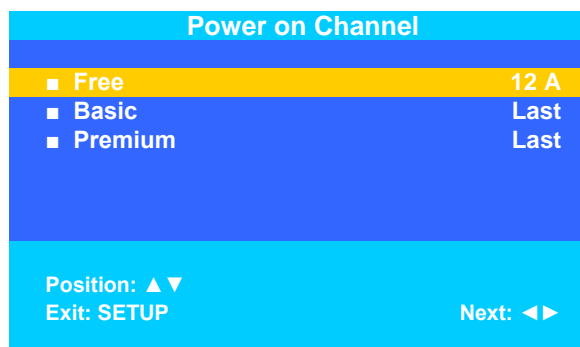 Power on Channel
■ Free 12 A
■ Basic Last
■ Premium Last
Position: ▲▼
Exit: SETUP Next: ◄►